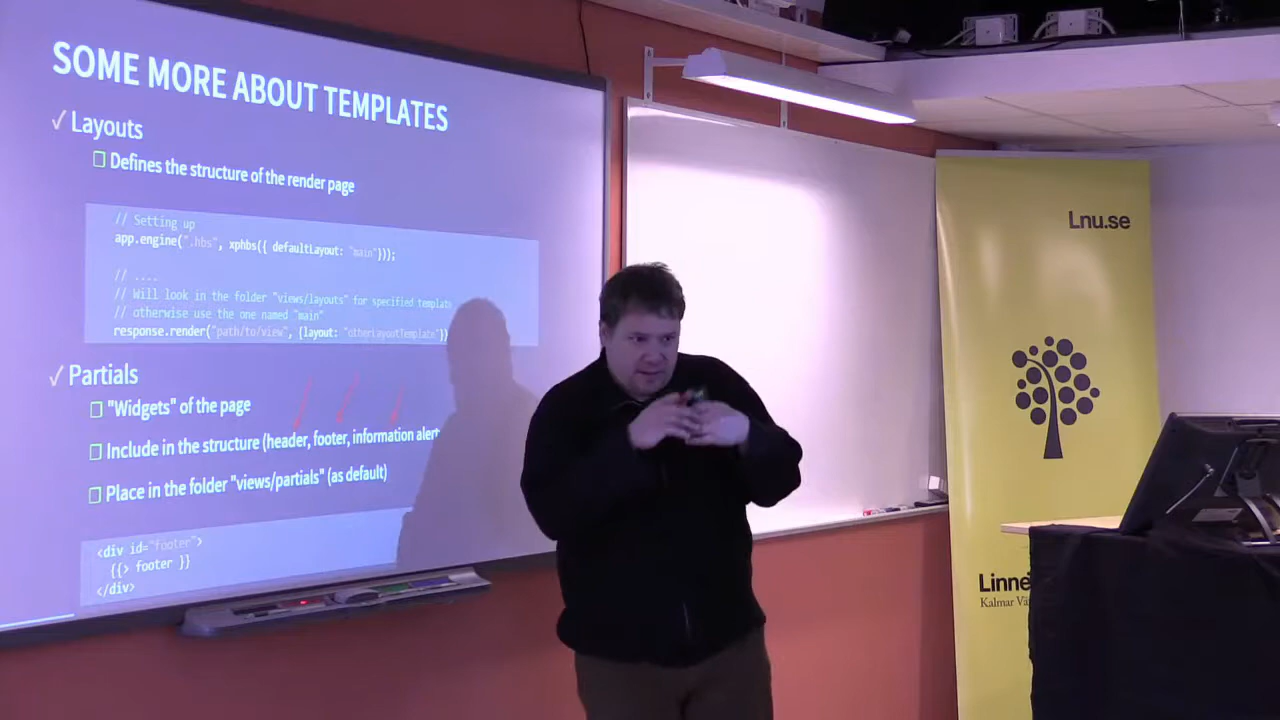 SOME MORE ABOUT TEMPLATES
✓ Layouts
Defines the structure of the render page
// Setting up
app.engine(".hbs", xphbs({ defaultLayout: "main"}));
// ....
// Will look in the folder "views/layouts" for specified templat
// otherwise use the one named "main"
response.render("path/to/view", {layout: "otherLayoutTemplate"})
✓ Partials
"Widgets" of the page
Include in the structure (header, footer, information alert
Place in the folder "views/partials" (as default)
<div id="footer">
{{> footer }}
</div>
Lnu.se
Linne
Kalmar Vä